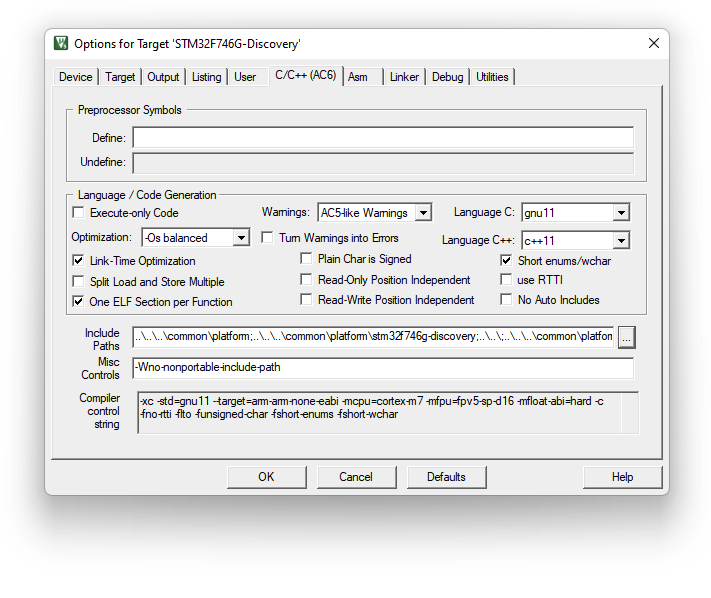 Options for Target 'STM32F746G-Discovery'
Device Target Output Listing User C/C++ (AC6) Asm Linker Debug Utilities
Preprocessor Symbols
Define:
Undefine:
Language / Code Generation
Execute-only Code Warnings: AC5-like Warnings Language C: gnu11
Optimization: -Os balanced Turn Warnings into Errors Language C++: c++11
Link-Time Optimization Plain Char is Signed Short enums/wchar
Split Load and Store Multiple Read-Only Position Independent use RTTI
One ELF Section per Function Read-Write Position Independent No Auto Includes
Include Paths ..\..\..\common\platform;..\..\..\common\platform\stm32f746g-discovery;..\..\;..\..\..\common\platform ...
Misc Controls -Wno-nonportable-include-path
Compiler control string -xc -std=gnu11 --target=arm-arm-none-eabi -mcpu=cortex-m7 -mfpu=fpv5-sp-d16 -mfloat-abi=hard -c
-fno-rtti -flto -funsigned-char -fshort-enums -fshort-wchar
OK Cancel Defaults Help